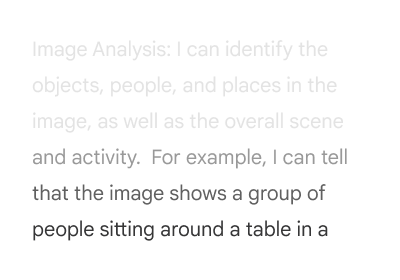 Image Analysis: I can identify the
objects, people, and places in the
image, as well as the overall scene
and activity.  For example, I can tell
that the image shows a group of
people sitting around a table in a